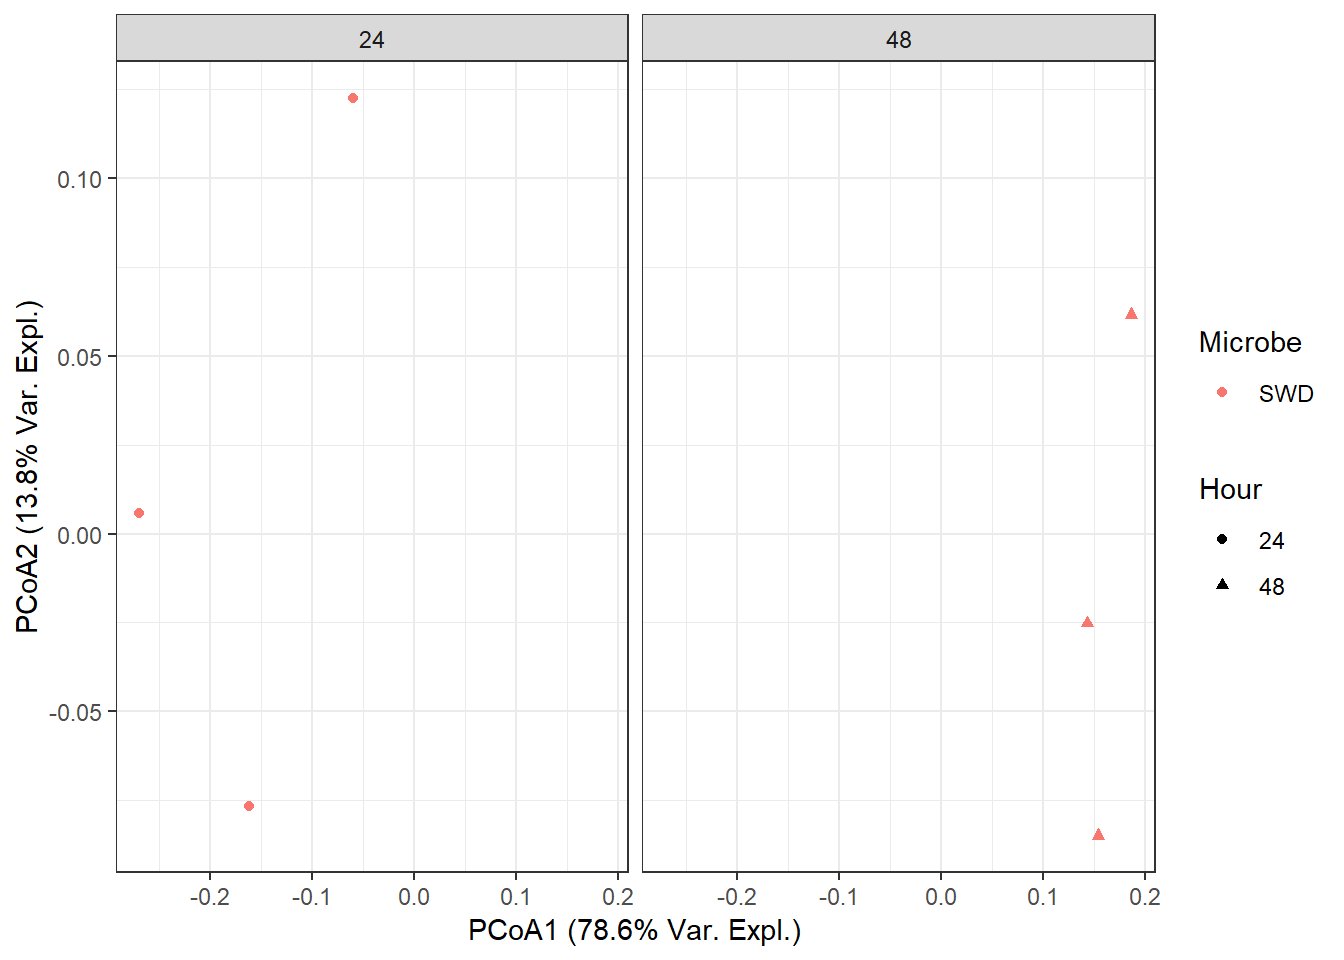 24 48
0.10
0.05
0.00
-0.05
-0.2 -0.1 0.0 0.1 0.2 -0.2 -0.1 0.0 0.1 0.2
PCoA1 (78.6% Var. Expl.)
PCoA2 (13.8% Var. Expl.)
Microbe
SWD
Hour
24
48